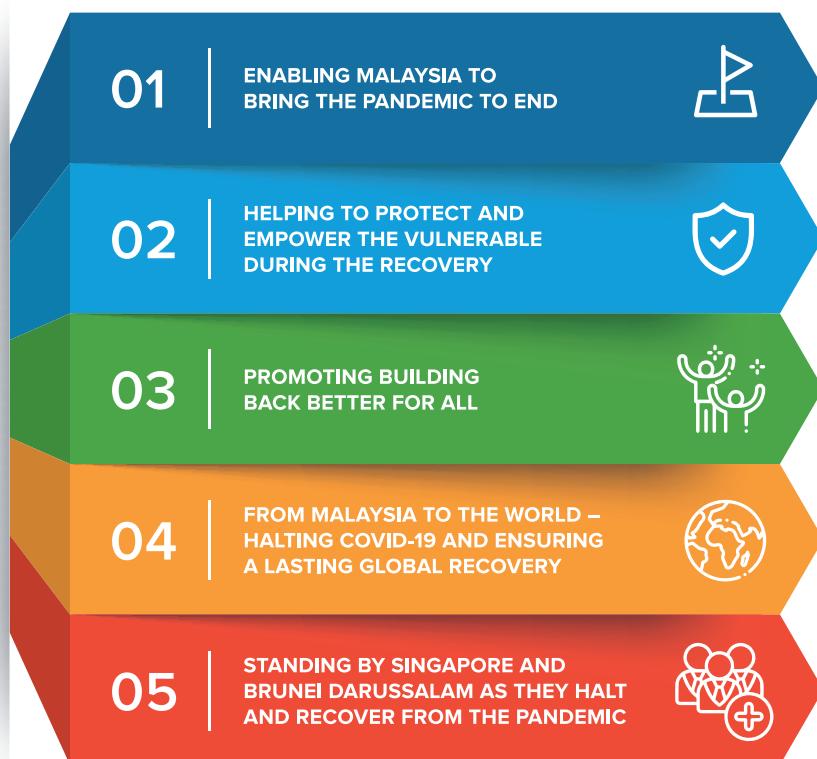 01
ENABLING MALAYSIA TO
BRING THE PANDEMIC TO END
02
HELPING TO PROTECT AND
EMPOWER THE VULNERABLE
DURING THE RECOVERY
03
PROMOTING BUILDING
BACK BETTER FOR ALL
04
FROM MALAYSIA TO THE WORLD –
HALTING COVID-19 AND ENSURING
A LASTING GLOBAL RECOVERY
05
STANDING BY SINGAPORE AND
BRUNEI DARUSSALAM AS THEY HALT
AND RECOVER FROM THE PANDEMIC